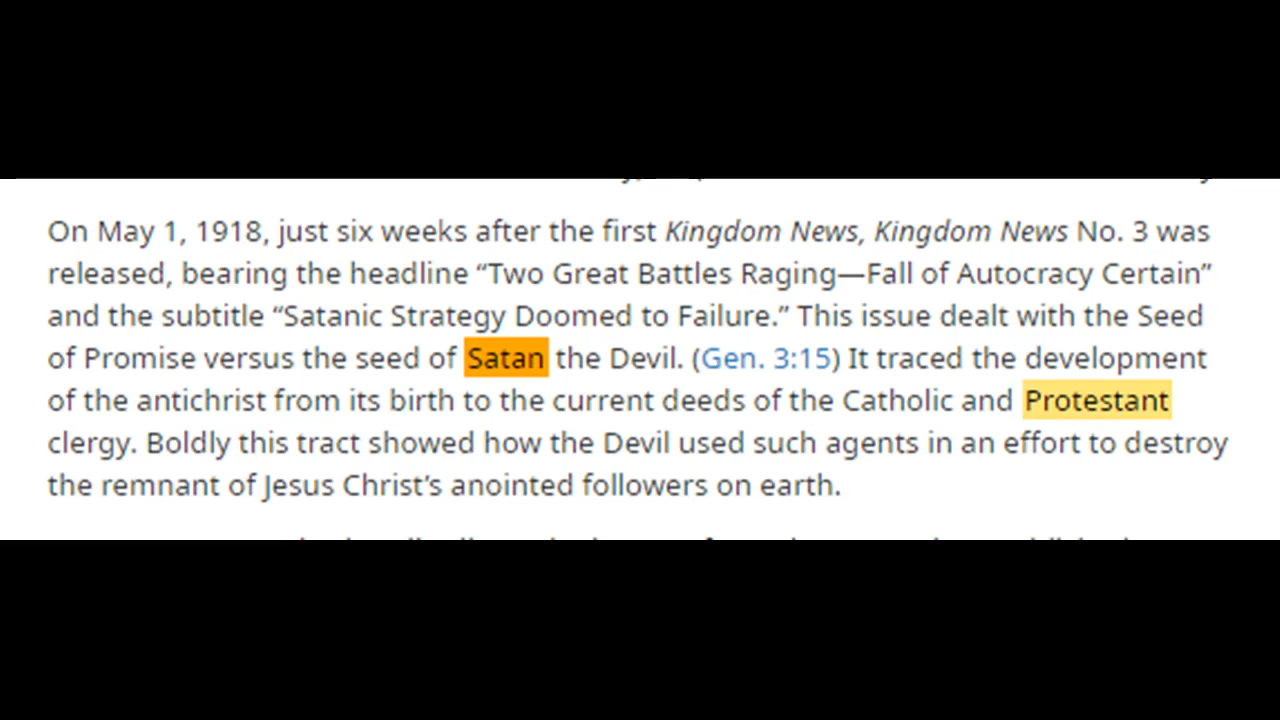 On May 1, 1918, just six weeks after the first Kingdom News, Kingdom News No. 3 was
released, bearing the headline “Two Great Battles Raging—Fall of Autocracy Certain”
and the subtitle “Satanic Strategy Doomed to Failure.” This issue dealt with the Seed
of Promise versus the seed of Satan the Devil. (Gen. 3:15) It traced the development
of the antichrist from its birth to the current deeds of the Catholic and Protestant
clergy. Boldly this tract showed how the Devil used such agents in an effort to destroy
the remnant of Jesus Christ’s anointed followers on earth.